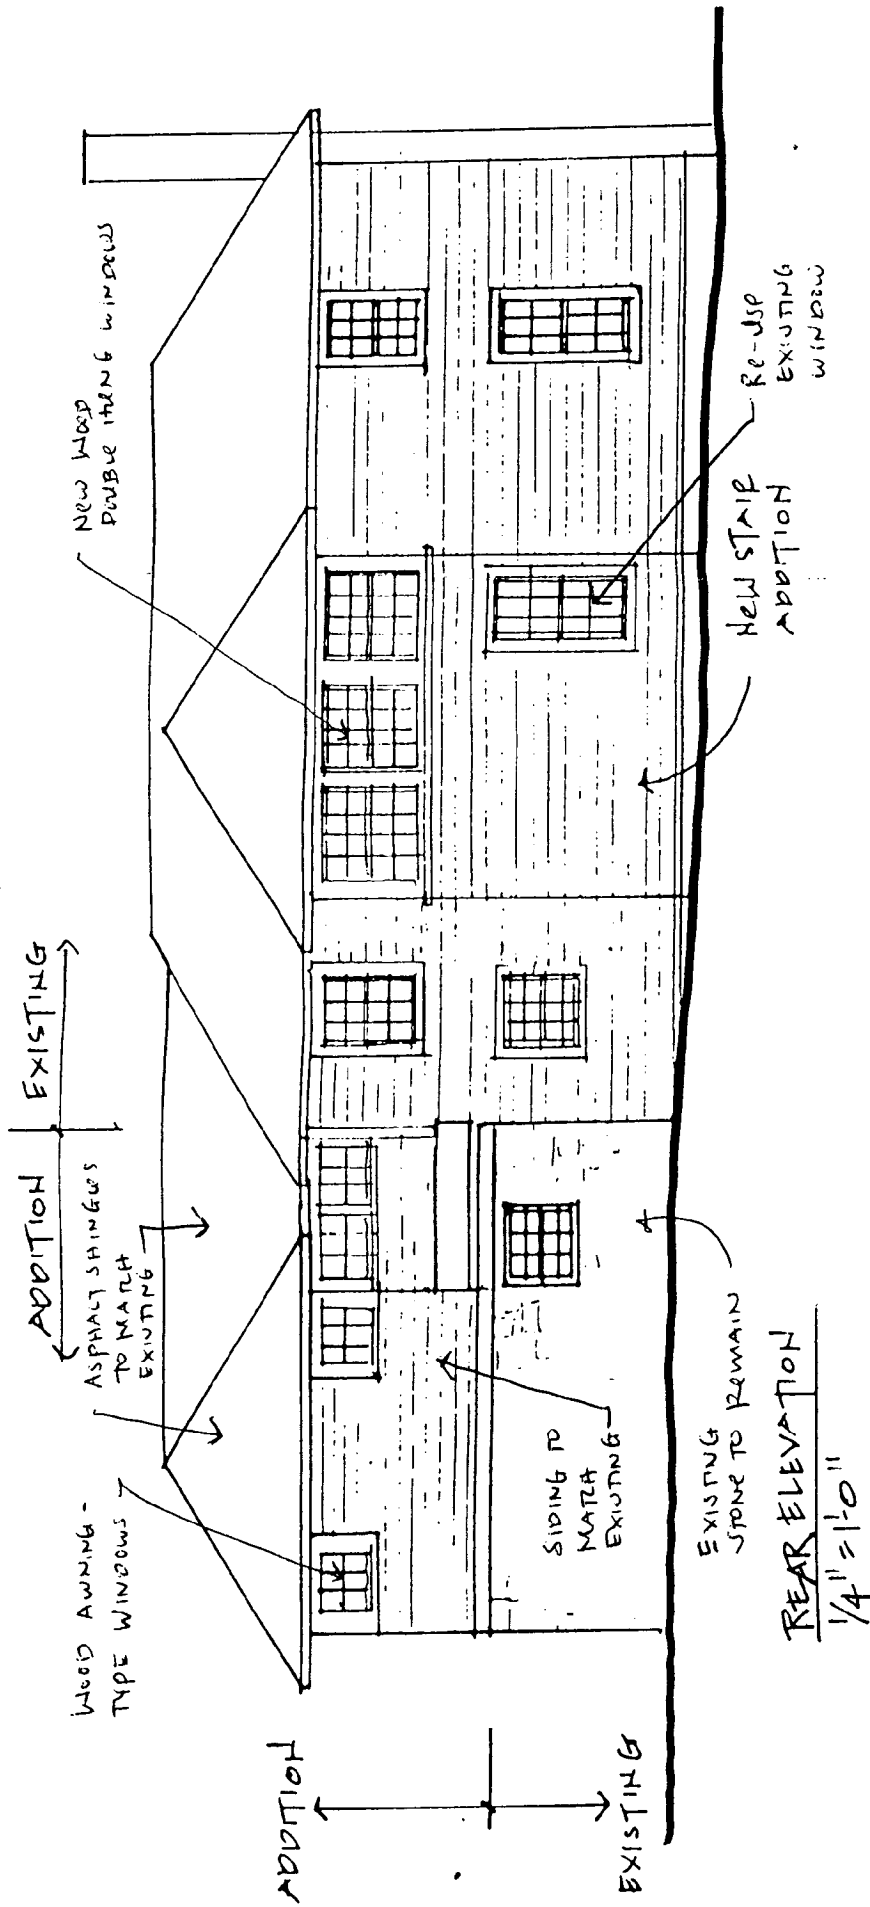 WOOD AWNING -
TYPE WINDOWS
ADDITION
EXISTING
ASPHALT SHINGLES
TO MATCH
EXISTING
NEW WOOD
DOUBLE HUNG WINDOWS
ADDITION
EXISTING
SIDING TO
MATCH
EXISTING
EXISTING
STONE TO REMAIN
NEW STAIR
ADDITION
RE-USE
EXISTING
WINDOW
REAR ELEVATION
1/4" = 1'0"